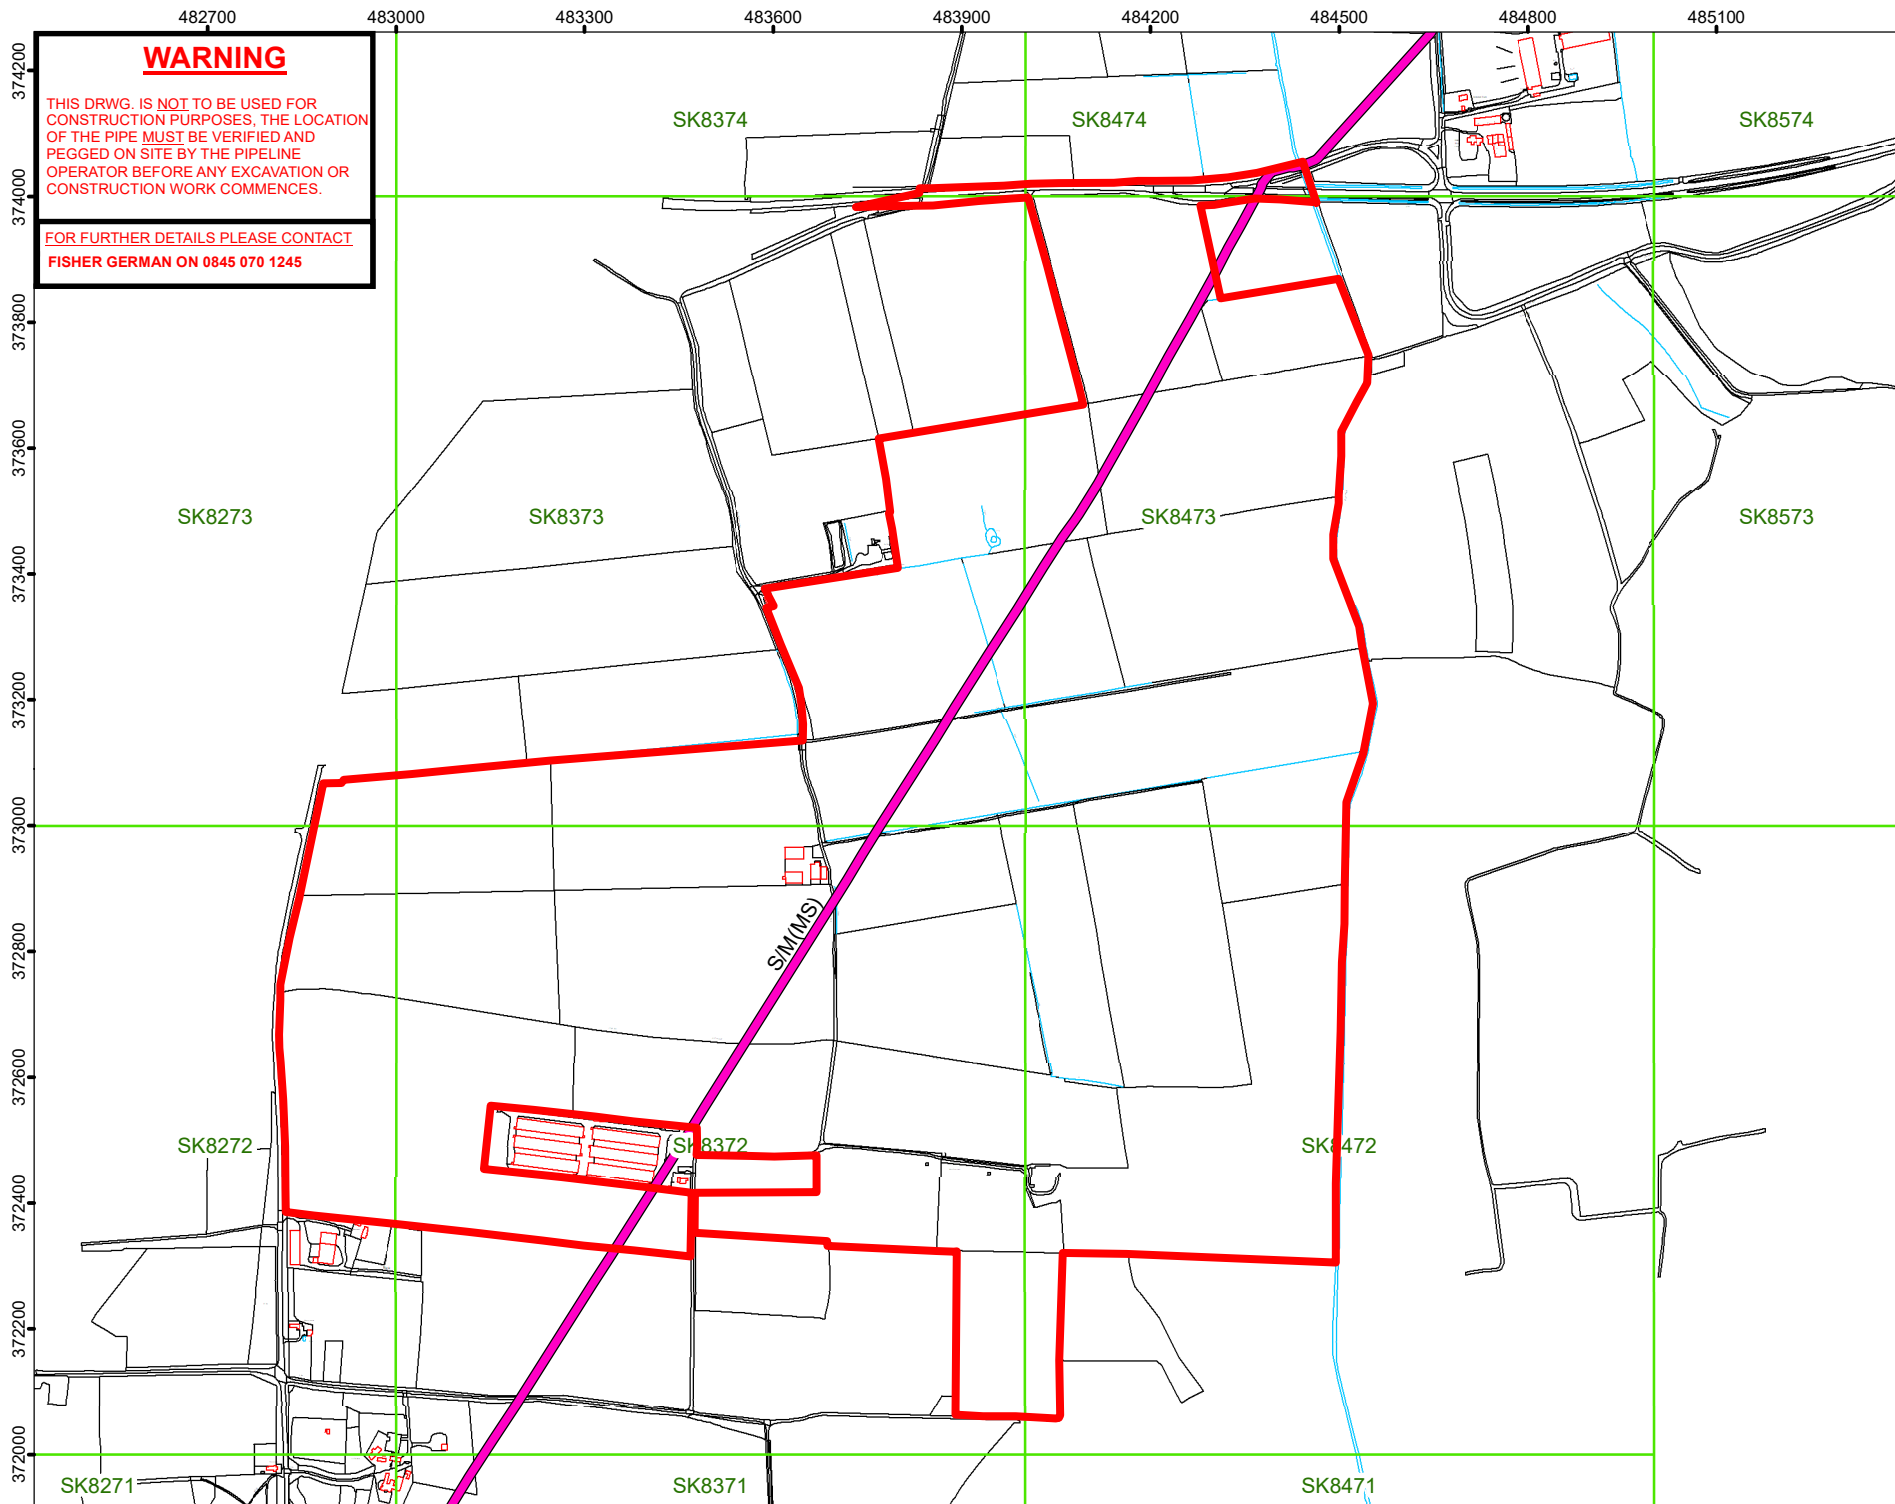 482700 483000 483300 483600 483900 484200 484500 484800 485100
374200
374000
373800
373600
373400
373200
373000
372800
372600
372400
372200
372000
WARNING
THIS DRWG. IS NOT TO BE USED FOR
CONSTRUCTION PURPOSES, THE LOCATION
OF THE PIPE MUST BE VERIFIED AND
PEGGED ON SITE BY THE PIPELINE
OPERATOR BEFORE ANY EXCAVATION OR
CONSTRUCTION WORK COMMENCES.
FOR FURTHER DETAILS PLEASE CONTACT
FISHER GERMAN ON 0845 070 1245
SK8374 SK8474 SK8574
SK8273 SK8373 SK8473 SK8573
S/M(MS)
SK8272 SK8372 SK8472
SK8271 SK8371 SK8471